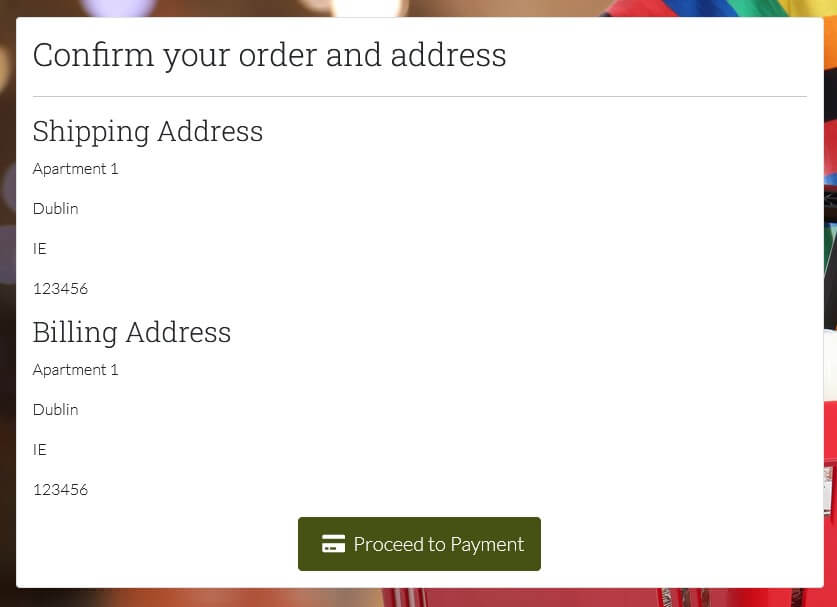 Confirm your order and address
Shipping Address
Apartment 1
Dublin
IE
123456
Billing Address
Apartment 1
Dublin
IE
123456
Proceed to Payment